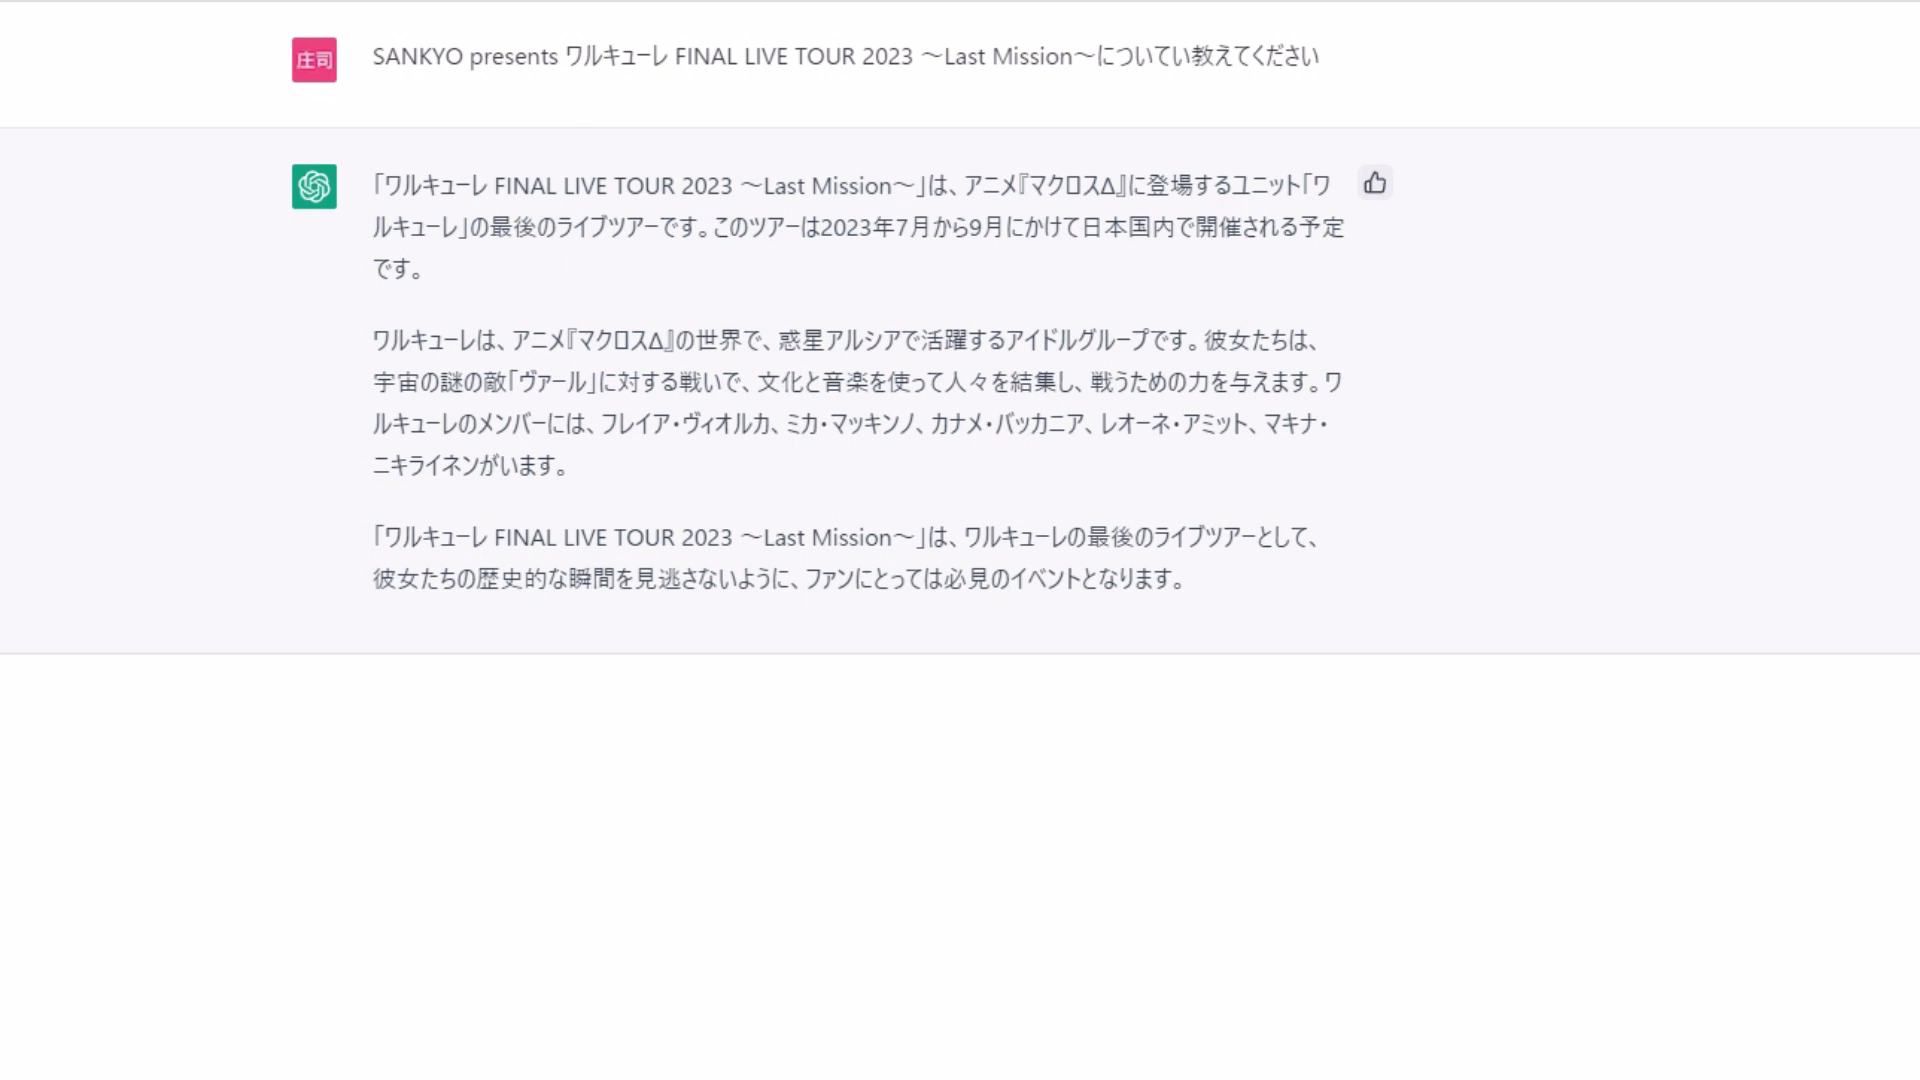 庄司
SANKYO presents ワルキューレ FINAL LIVE TOUR 2023 ～Last Mission～についてい教えてください
「ワルキューレ FINAL LIVE TOUR 2023 ～Last Mission～」は、アニメ『マクロスΔ』に登場するユニット「ワ
ルキューレ」の最後のライブツアーです。このツアーは2023年7月から9月にかけて日本国内で開催される予定
です。
ワルキューレは、アニメ『マクロスΔ』の世界で、惑星アルシアで活躍するアイドルグループです。彼女たちは、
宇宙の謎の敵「ヴァール」に対する戦いで、文化と音楽を使って人々を結集し、戦うための力を与えます。ワ
ルキューレのメンバーには、フレイア・ヴィオルカ、ミカ・マッキンノ、カナメ・バッカニア、レオーネ・アミット、マキナ・
ニキライネンがいます。
「ワルキューレ FINAL LIVE TOUR 2023 ～Last Mission～」は、ワルキューレの最後のライブツアーとして、
彼女たちの歴史的な瞬間を見逃さないように、ファンにとっては必見のイベントとなります。